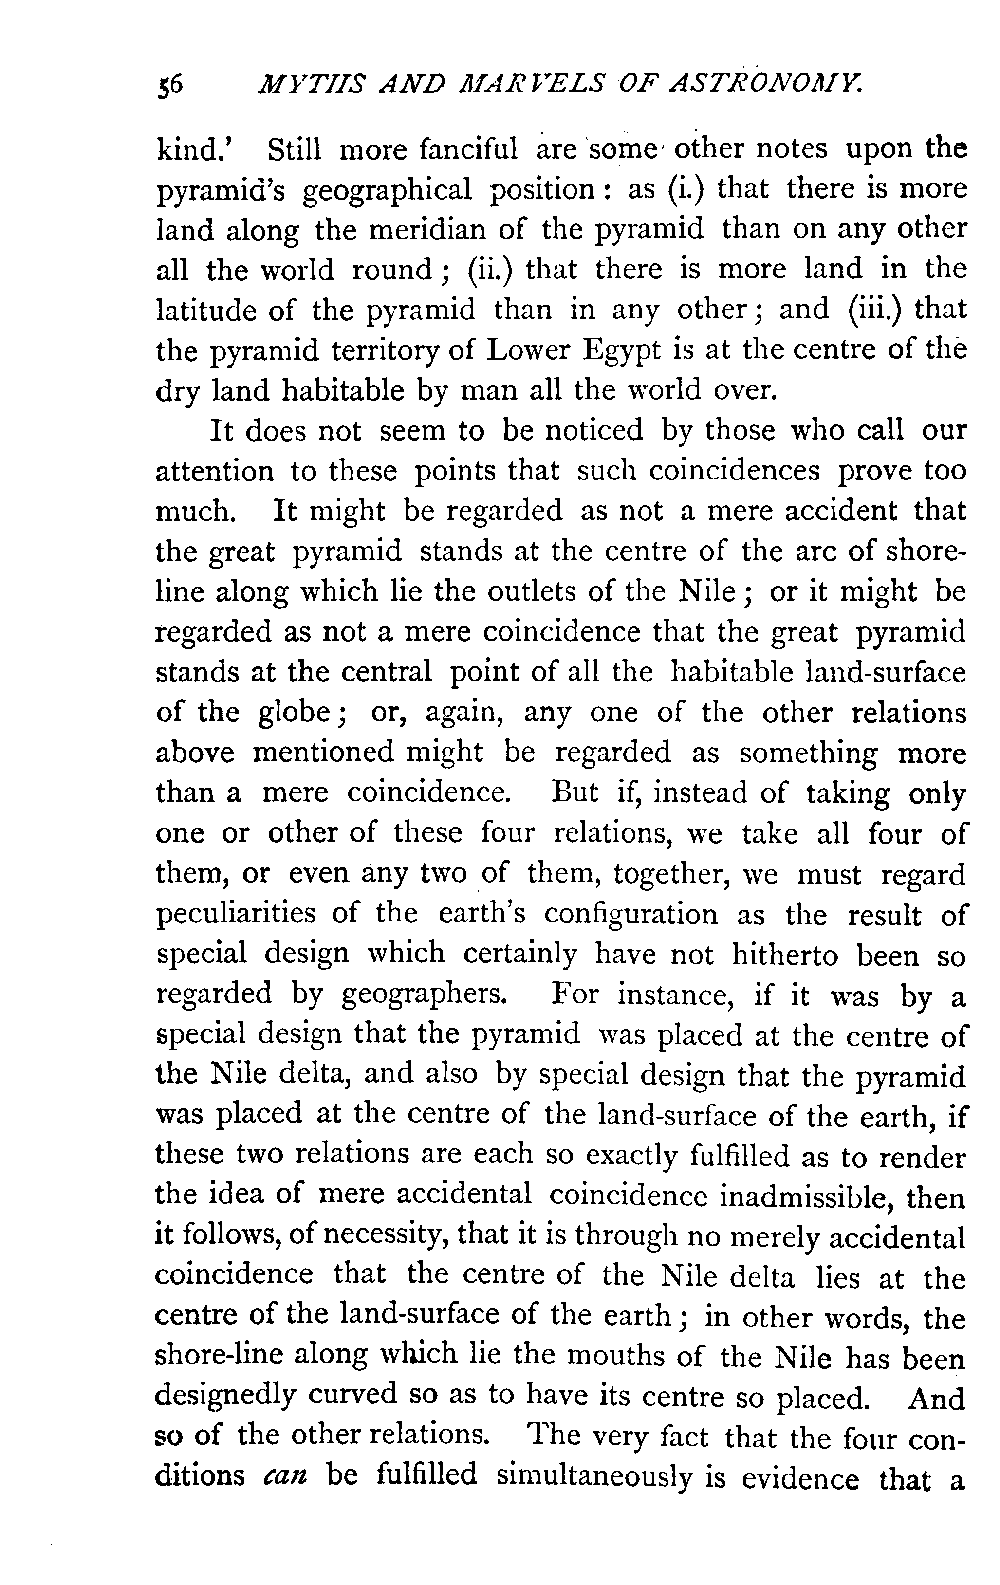 56 MYTHS AND MARVELS OF ASTRONOMY.
kind.' Still more fanciful are some other notes upon the
pyramid's geographical position : as (i.) that there is more
land along the meridian of the pyramid than on any other
all the world round ; (ii.) that there is more land in the
latitude of the pyramid than in any other ; and (iii.) that
the pyramid territory of Lower Egypt is at the centre of the
dry land habitable by man all the world over.
It does not seem to be noticed by those who call our
attention to these points that such coincidences prove too
much. It might be regarded as not a mere accident that
the great pyramid stands at the centre of the arc of shore-
line along which lie the outlets of the Nile ; or it might be
regarded as not a mere coincidence that the great pyramid
stands at the central point of all the habitable land-surface
of the globe ; or, again, any one of the other relations
above mentioned might be regarded as something more
than a mere coincidence. But if, instead of taking only
one or other of these four relations, we take all four of
them, or even any two of them, together, we must regard
peculiarities of the earth's configuration as the result of
special design which certainly have not hitherto been so
regarded by geographers. For instance, if it was by a
special design that the pyramid was placed at the centre of
the Nile delta, and also by special design that the pyramid
was placed at the centre of the land-surface of the earth, if
these two relations are each so exactly fulfilled as to render
the idea of mere accidental coincidence inadmissible, then
it follows, of necessity, that it is through no merely accidental
coincidence that the centre of the Nile delta lies at the
centre of the land-surface of the earth ; in other words, the
shore-line along which lie the mouths of the Nile has been
designedly curved so as to have its centre so placed. And
so of the other relations. The very fact that the four con-
ditions can be fulfilled simultaneously is evidence that a